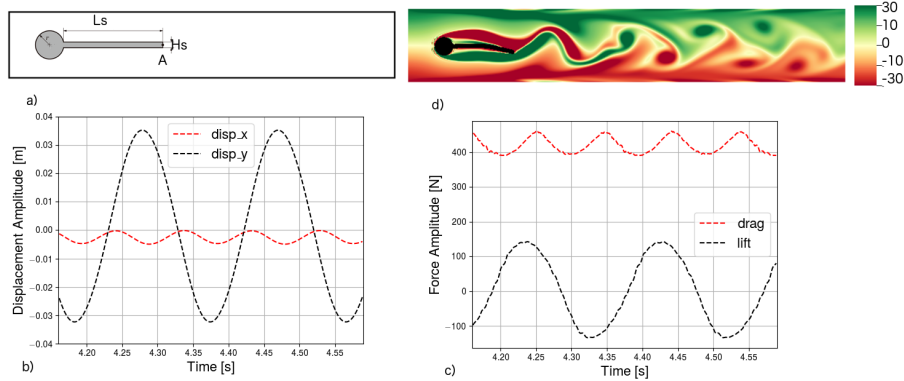 Ls
r
Hs
A
a)
30
10
0
-10
-30
d)
0.04
0.03
0.02
0.01
0.00
−0.01
−0.02
−0.03
−0.04
Displacement Amplitude [m]
disp_x
disp_y
4.20 4.25 4.30 4.35 4.40 4.45 4.50 4.55
Time [s]
b)
400
300
200
100
0
−100
Force Amplitude [N]
drag
lift
4.20 4.25 4.30 4.35 4.40 4.45 4.50 4.55
Time [s]
c)